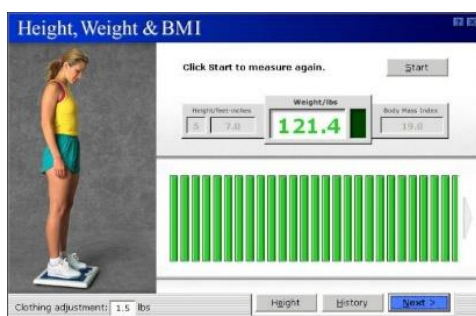 Height, Weight & BMI
Click Start to measure again.
Start
Height/feet-inches
5 7.0
Weight/lbs
121.4
Body Mass Index
19.0
Clothing adjustment: 1.5 lbs
Height
History
Next >